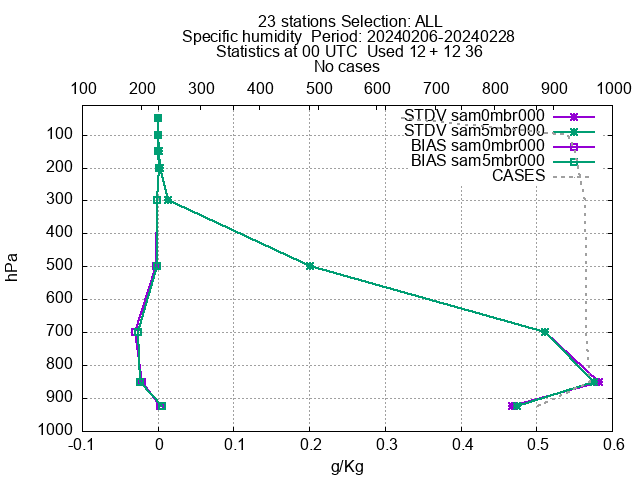 23 stations Selection: ALL
Specific humidity  Period: 20240206-20240228
Statistics at 00 UTC  Used 12 + 12 36
No cases
100 200 300 400 500 600 700 800 900 1000
STDV sam0mbr000
STDV sam5mbr000
BIAS sam0mbr000
BIAS sam5mbr000
CASES
100
200
300
400
500
600
700
800
900
1000
hPa
-0.1 0 0.1 0.2 0.3 0.4 0.5 0.6
g/Kg